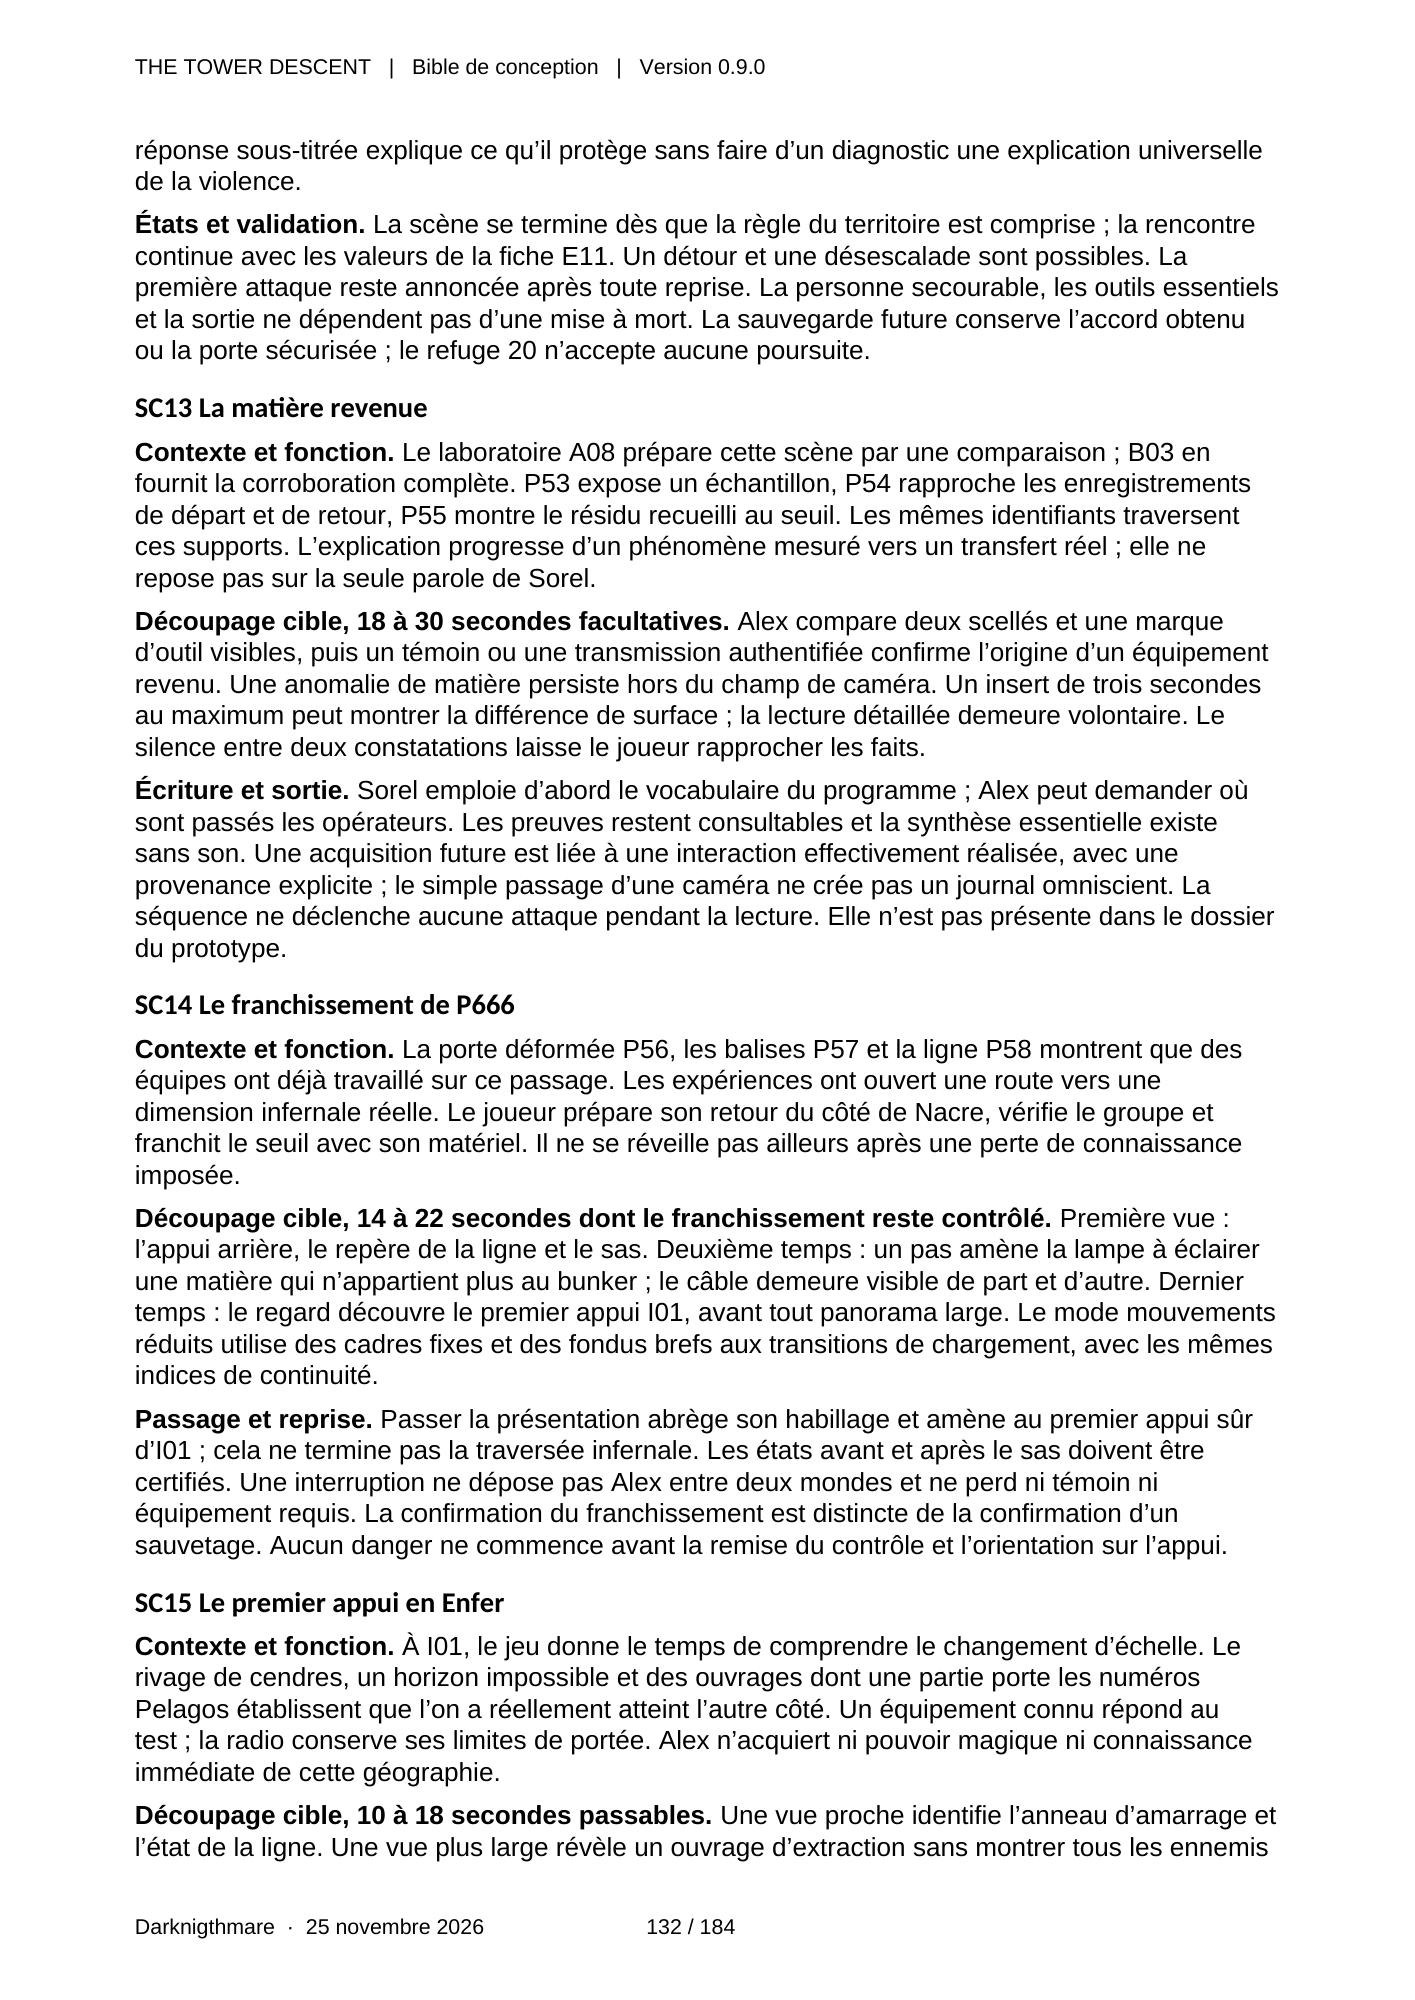 THE TOWER DESCENT | Bible de conception | Version 0.9.0
réponse sous-titrée explique ce qu’il protège sans faire d’un diagnostic une explication universelle
de la violence.
États et validation. La scène se termine dès que la règle du territoire est comprise ; la rencontre
continue avec les valeurs de la fiche E11. Un détour et une désescalade sont possibles. La
première attaque reste annoncée après toute reprise. La personne secourable, les outils essentiels
et la sortie ne dépendent pas d’une mise à mort. La sauvegarde future conserve l’accord obtenu
ou la porte sécurisée ; le refuge 20 n’accepte aucune poursuite.
SC13 La matière revenue
Contexte et fonction. Le laboratoire A08 prépare cette scène par une comparaison ; B03 en
fournit la corroboration complète. P53 expose un échantillon, P54 rapproche les enregistrements
de départ et de retour, P55 montre le résidu recueilli au seuil. Les mêmes identifiants traversent
ces supports. L’explication progresse d’un phénomène mesuré vers un transfert réel ; elle ne
repose pas sur la seule parole de Sorel.
Découpage cible, 18 à 30 secondes facultatives. Alex compare deux scellés et une marque
d’outil visibles, puis un témoin ou une transmission authentifiée confirme l’origine d’un équipement
revenu. Une anomalie de matière persiste hors du champ de caméra. Un insert de trois secondes
au maximum peut montrer la différence de surface ; la lecture détaillée demeure volontaire. Le
silence entre deux constatations laisse le joueur rapprocher les faits.
Écriture et sortie. Sorel emploie d’abord le vocabulaire du programme ; Alex peut demander où
sont passés les opérateurs. Les preuves restent consultables et la synthèse essentielle existe
sans son. Une acquisition future est liée à une interaction effectivement réalisée, avec une
provenance explicite ; le simple passage d’une caméra ne crée pas un journal omniscient. La
séquence ne déclenche aucune attaque pendant la lecture. Elle n’est pas présente dans le dossier
du prototype.
SC14 Le franchissement de P666
Contexte et fonction. La porte déformée P56, les balises P57 et la ligne P58 montrent que des
équipes ont déjà travaillé sur ce passage. Les expériences ont ouvert une route vers une
dimension infernale réelle. Le joueur prépare son retour du côté de Nacre, vérifie le groupe et
franchit le seuil avec son matériel. Il ne se réveille pas ailleurs après une perte de connaissance
imposée.
Découpage cible, 14 à 22 secondes dont le franchissement reste contrôlé. Première vue :
l’appui arrière, le repère de la ligne et le sas. Deuxième temps : un pas amène la lampe à éclairer
une matière qui n’appartient plus au bunker ; le câble demeure visible de part et d’autre. Dernier
temps : le regard découvre le premier appui I01, avant tout panorama large. Le mode mouvements
réduits utilise des cadres fixes et des fondus brefs aux transitions de chargement, avec les mêmes
indices de continuité.
Passage et reprise. Passer la présentation abrège son habillage et amène au premier appui sûr
d’I01 ; cela ne termine pas la traversée infernale. Les états avant et après le sas doivent être
certifiés. Une interruption ne dépose pas Alex entre deux mondes et ne perd ni témoin ni
équipement requis. La confirmation du franchissement est distincte de la confirmation d’un
sauvetage. Aucun danger ne commence avant la remise du contrôle et l’orientation sur l’appui.
SC15 Le premier appui en Enfer
Contexte et fonction. À I01, le jeu donne le temps de comprendre le changement d’échelle. Le
rivage de cendres, un horizon impossible et des ouvrages dont une partie porte les numéros
Pelagos établissent que l’on a réellement atteint l’autre côté. Un équipement connu répond au
test ; la radio conserve ses limites de portée. Alex n’acquiert ni pouvoir magique ni connaissance
immédiate de cette géographie.
Découpage cible, 10 à 18 secondes passables. Une vue proche identifie l’anneau d’amarrage et
l’état de la ligne. Une vue plus large révèle un ouvrage d’extraction sans montrer tous les ennemis
Darknigthmare · 25 novembre 2026 132 / 184